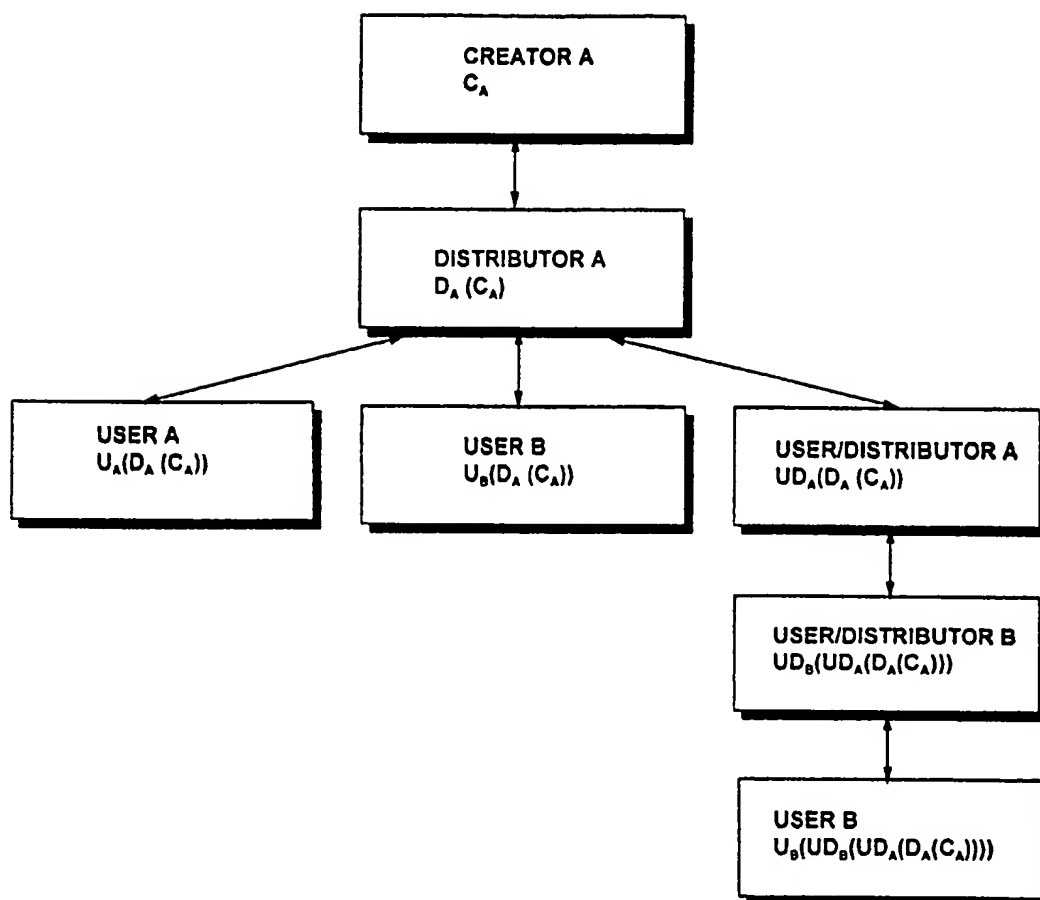 CREATOR A
C_A
DISTRIBUTOR A
D_A (C_A)
USER A
U_A(D_A (C_A))
USER B
U_B(D_A (C_A))
USER/DISTRIBUTOR A
UD_A(D_A (C_A))
USER/DISTRIBUTOR B
UD_B(UD_A(D_A(C_A)))
USER B
U_B(UD_B(UD_A(D_A(C_A))))